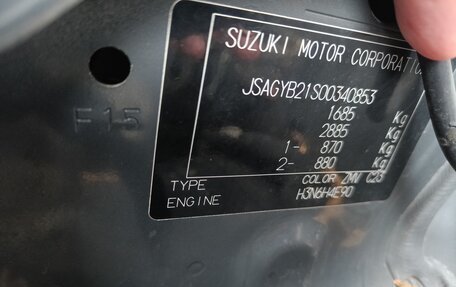 SUZUKI MOTOR CORPORATIO
JSAGYB21S00340853
1685 Kg
2885 Kg
1- 870 Kg
2- 880 Kg
COLOR ZMV C23
TYPE H3N6H4E90
ENGINE
F15